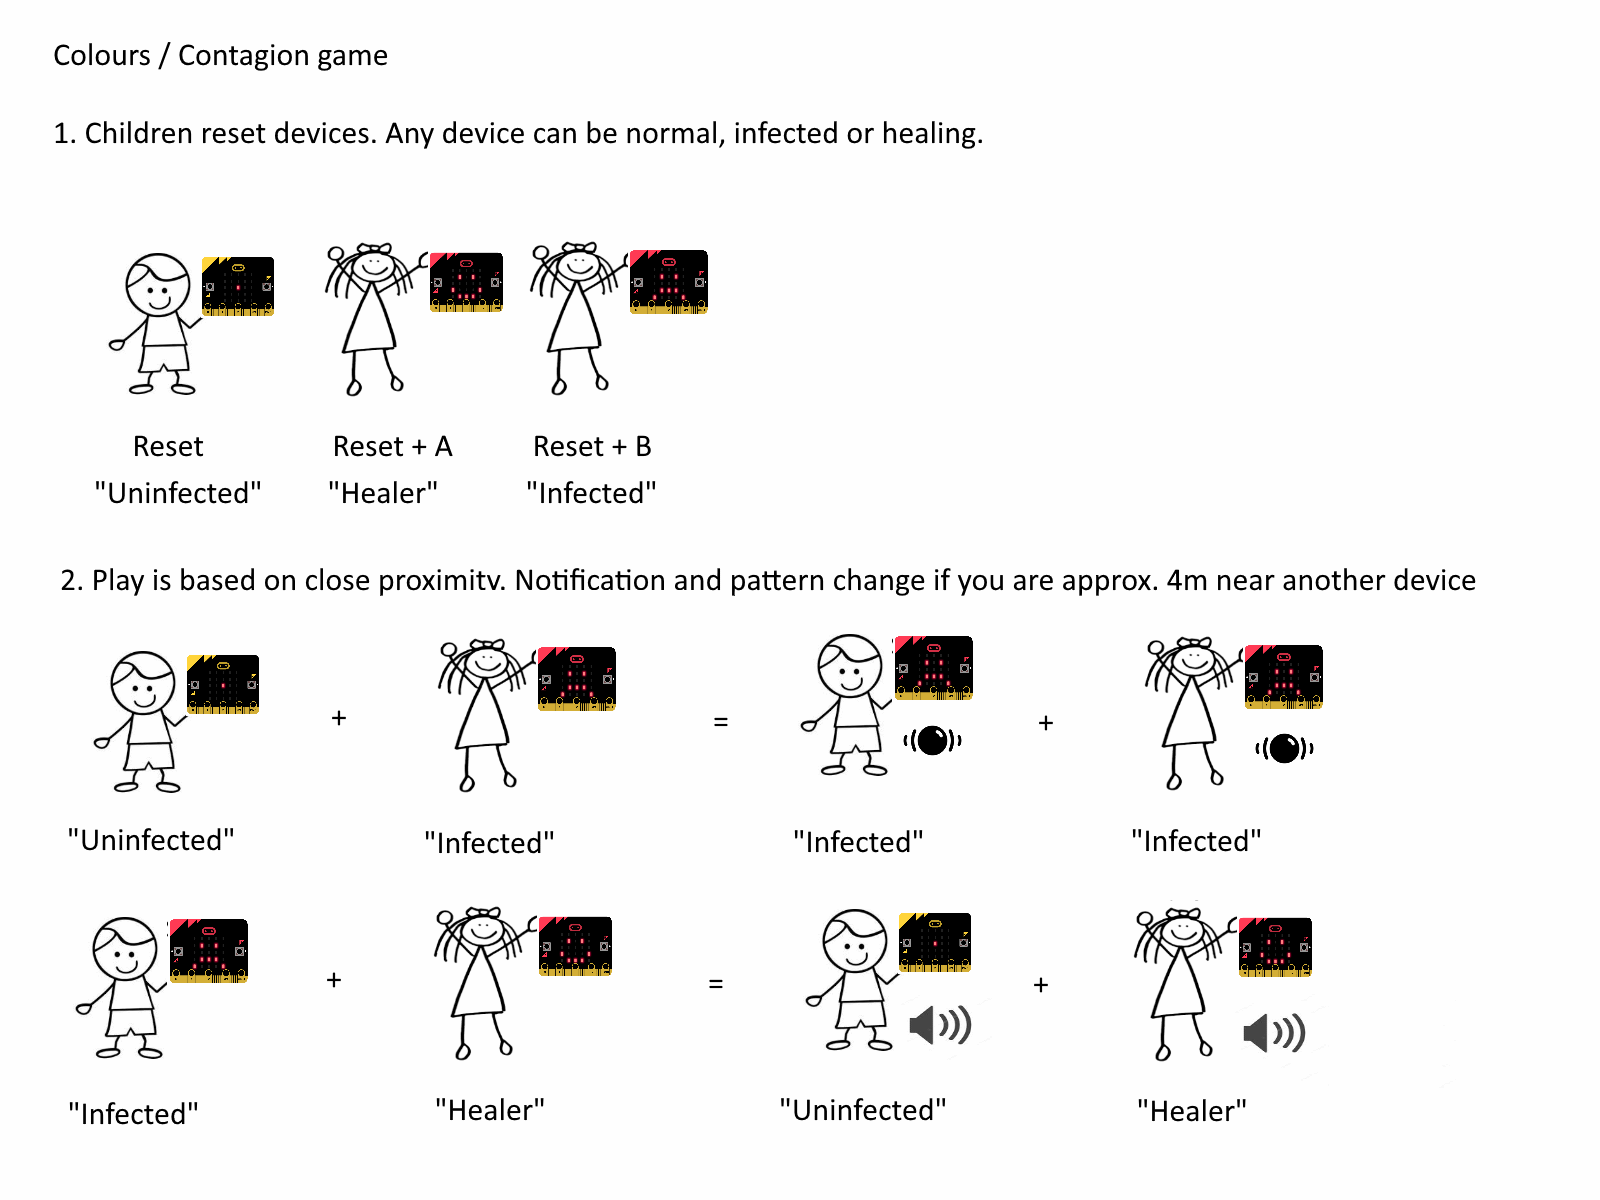 Colours / Contagion game
1. Children reset devices. Any device can be normal, infected or healing.
Reset Reset + A Reset + B
"Uninfected" "Healer" "Infected"
2. Play is based on close proximitv. Notification and pattern change if you are approx. 4m near another device
+ = +
"Uninfected" "Infected" "Infected" "Infected"
+ = +
"Infected" "Healer" "Uninfected" "Healer"